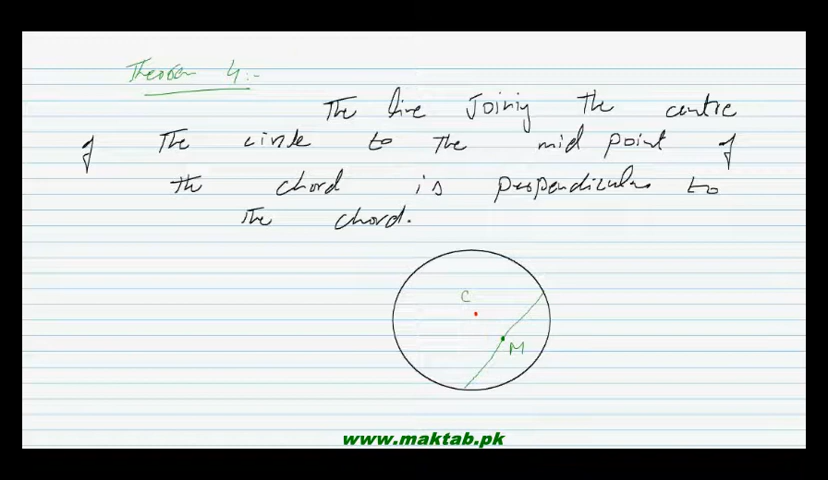 Theorem 4:-
The line Joining the centre
of The circle to the mid point of
the chord is perpendicular to
The chord.
C
M
www.maktab.pk